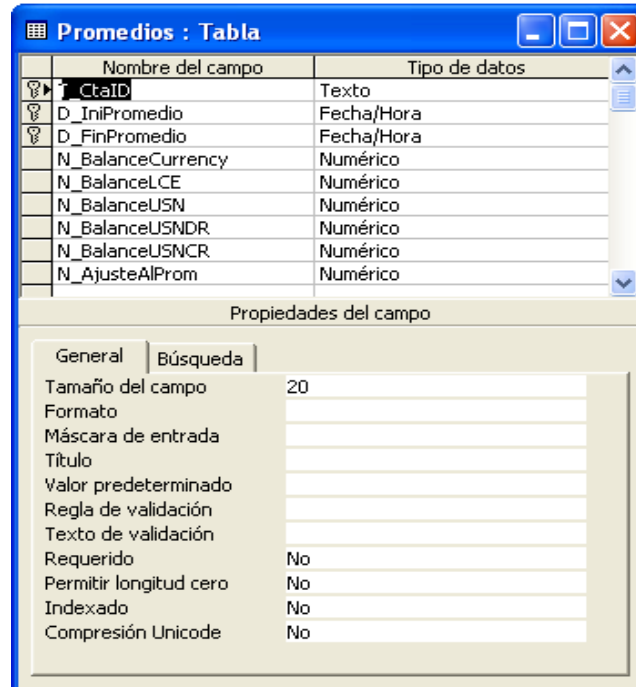 Promedios : Tabla
Nombre del campo Tipo de datos
T_CtaID Texto
D_IniPromedio Fecha/Hora
D_FinPromedio Fecha/Hora
N_BalanceCurrency Numérico
N_BalanceLCE Numérico
N_BalanceUSN Numérico
N_BalanceUSNDR Numérico
N_BalanceUSNCR Numérico
N_AjusteAlProm Numérico
Propiedades del campo
General Búsqueda
Tamaño del campo 20
Formato
Máscara de entrada
Título
Valor predeterminado
Regla de validación
Texto de validación
Requerido No
Permitir longitud cero No
Indexado No
Compresión Unicode No